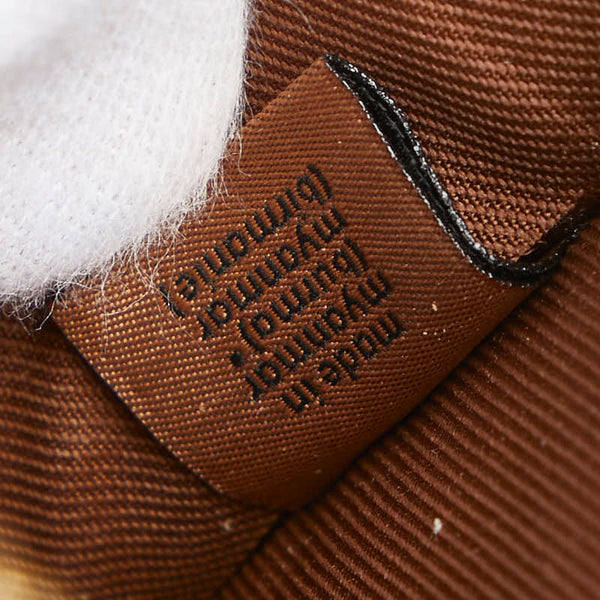 made in
myanmar
(burma) •
myanmar
(birmanie)